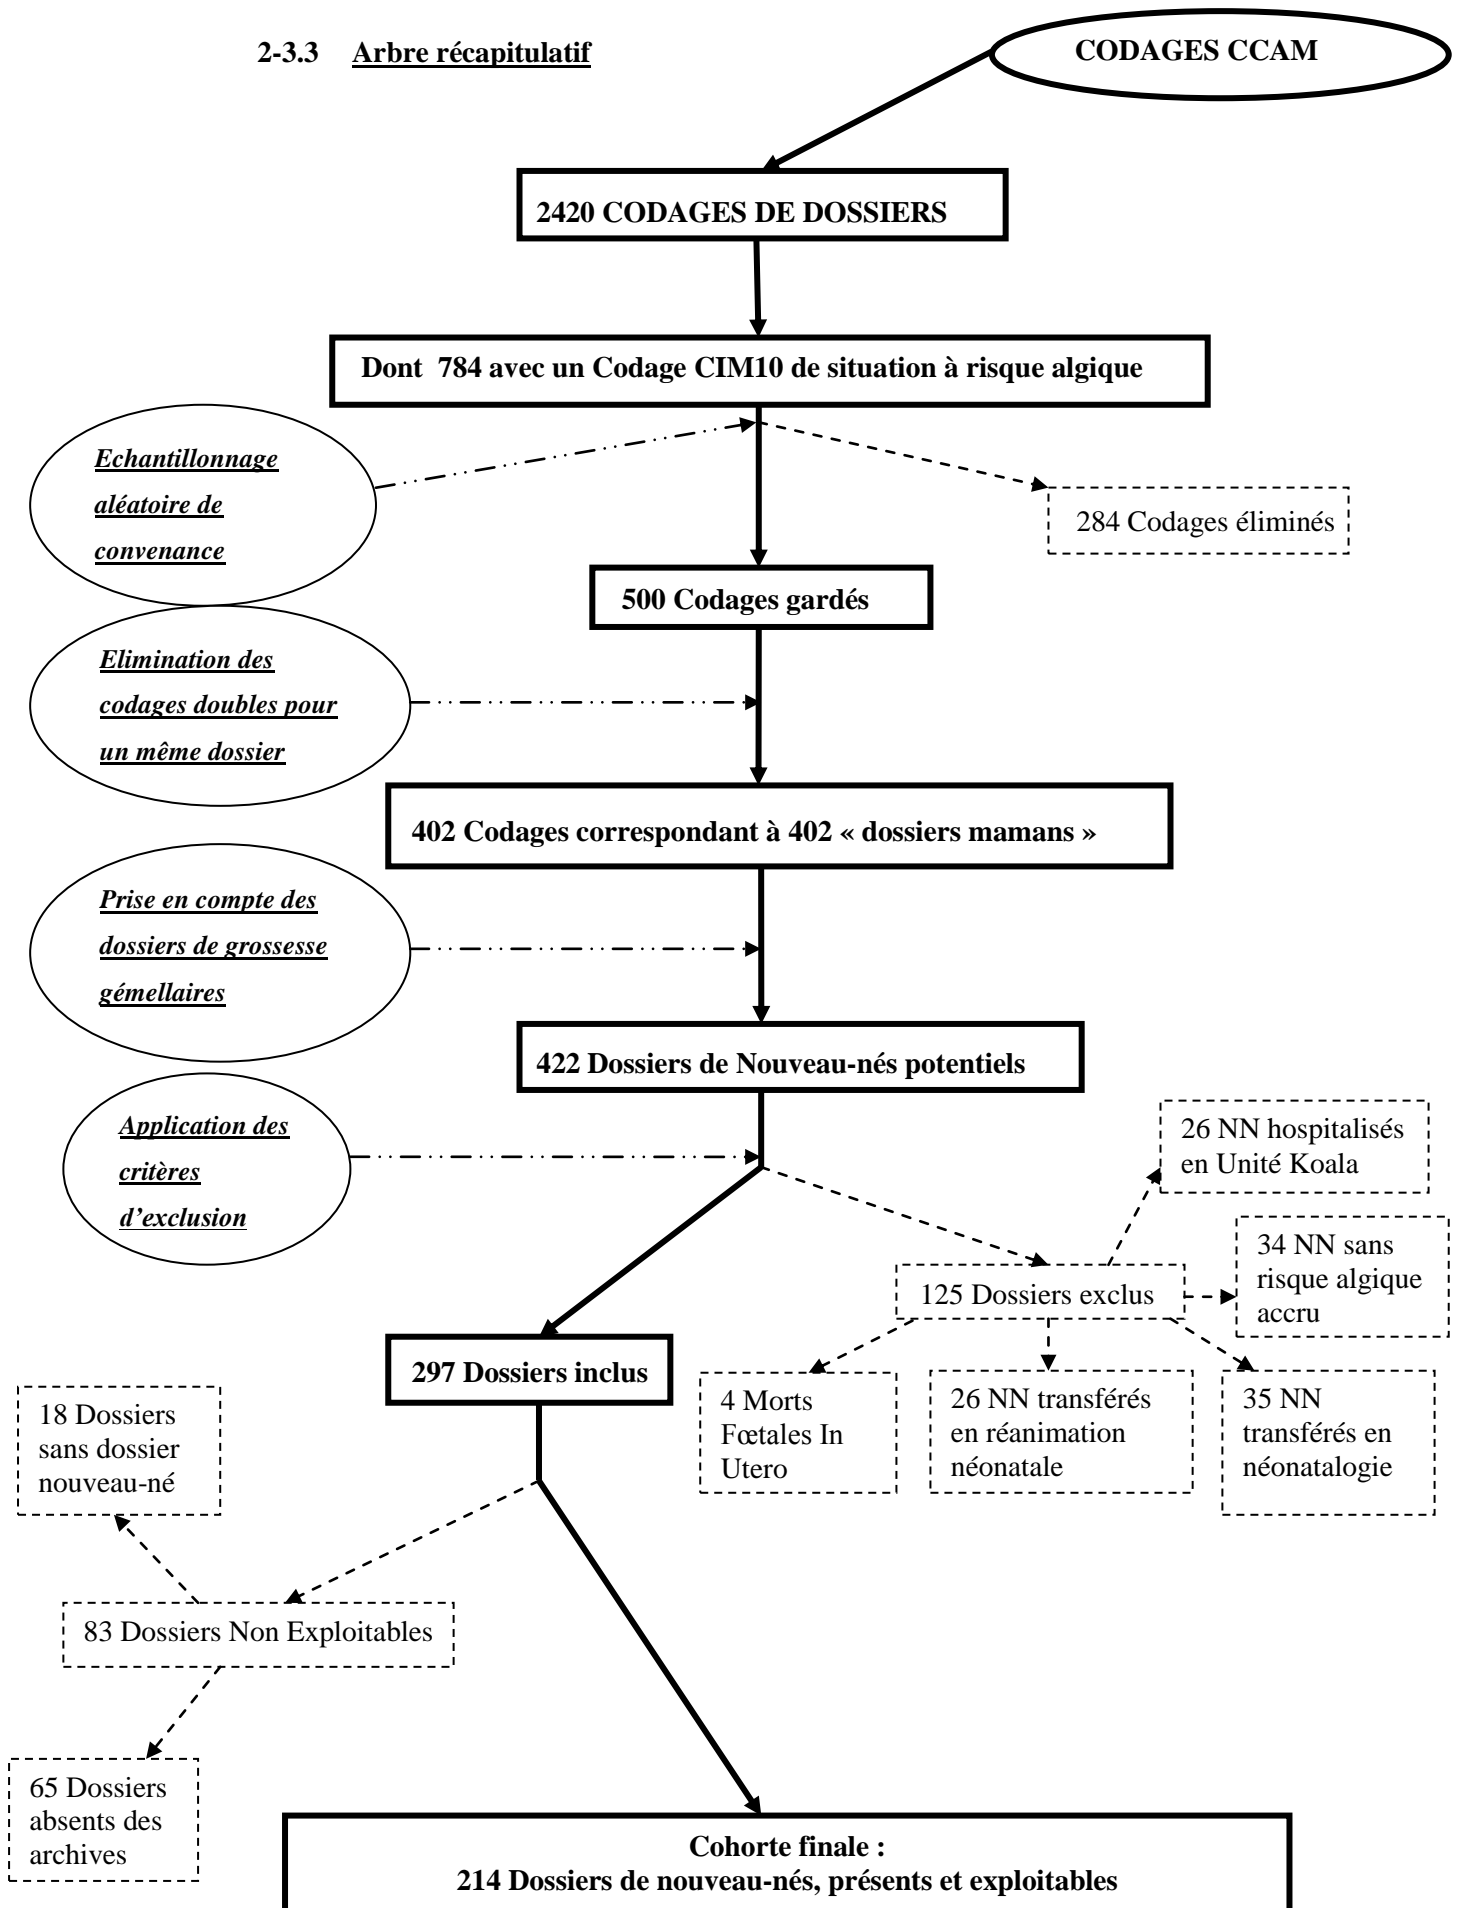 2-3.3 Arbre récapitulatif
CODAGES CCAM
2420 CODAGES DE DOSSIERS
Dont 784 avec un Codage CIM10 de situation à risque algique
Echantillonnage
aléatoire de
convenance
284 Codages éliminés
500 Codages gardés
Elimination des
codages doubles pour
un même dossier
402 Codages correspondant à 402 « dossiers mamans »
Prise en compte des
dossiers de grossesse
gémellaires
422 Dossiers de Nouveau-nés potentiels
Application des
critères
d’exclusion
26 NN hospitalisés
en Unité Koala
34 NN sans
risque algique
accru
125 Dossiers exclus
297 Dossiers inclus
4 Morts
Fœtales In
Utero
26 NN transférés
en réanimation
néonatale
35 NN
transférés en
néonatalogie
18 Dossiers
sans dossier
nouveau-né
83 Dossiers Non Exploitables
65 Dossiers
absents des
archives
Cohorte finale :
214 Dossiers de nouveau-nés, présents et exploitables